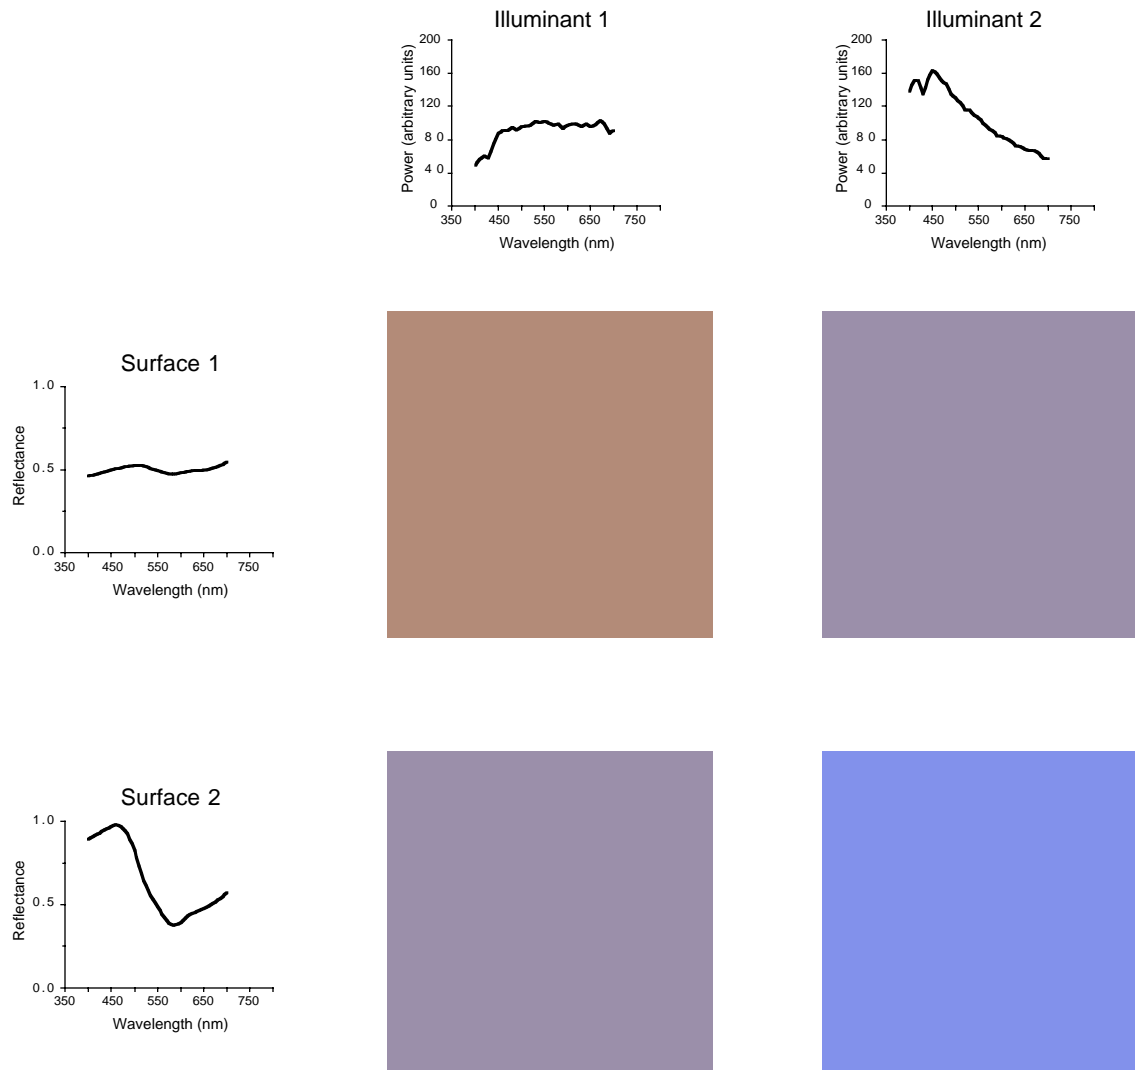 Illuminant 1
Illuminant 2
200
160
120
8 0
4 0
0
Power (arbitrary units)
350 450 550 650 750
Wavelength (nm)
200
160
120
8 0
4 0
0
Power (arbitrary units)
350 450 550 650 750
Wavelength (nm)
Surface 1
1.0
0.5
0.0
Reflectance
350 450 550 650 750
Wavelength (nm)
Surface 2
1.0
0.5
0.0
Reflectance
350 450 550 650 750
Wavelength (nm)